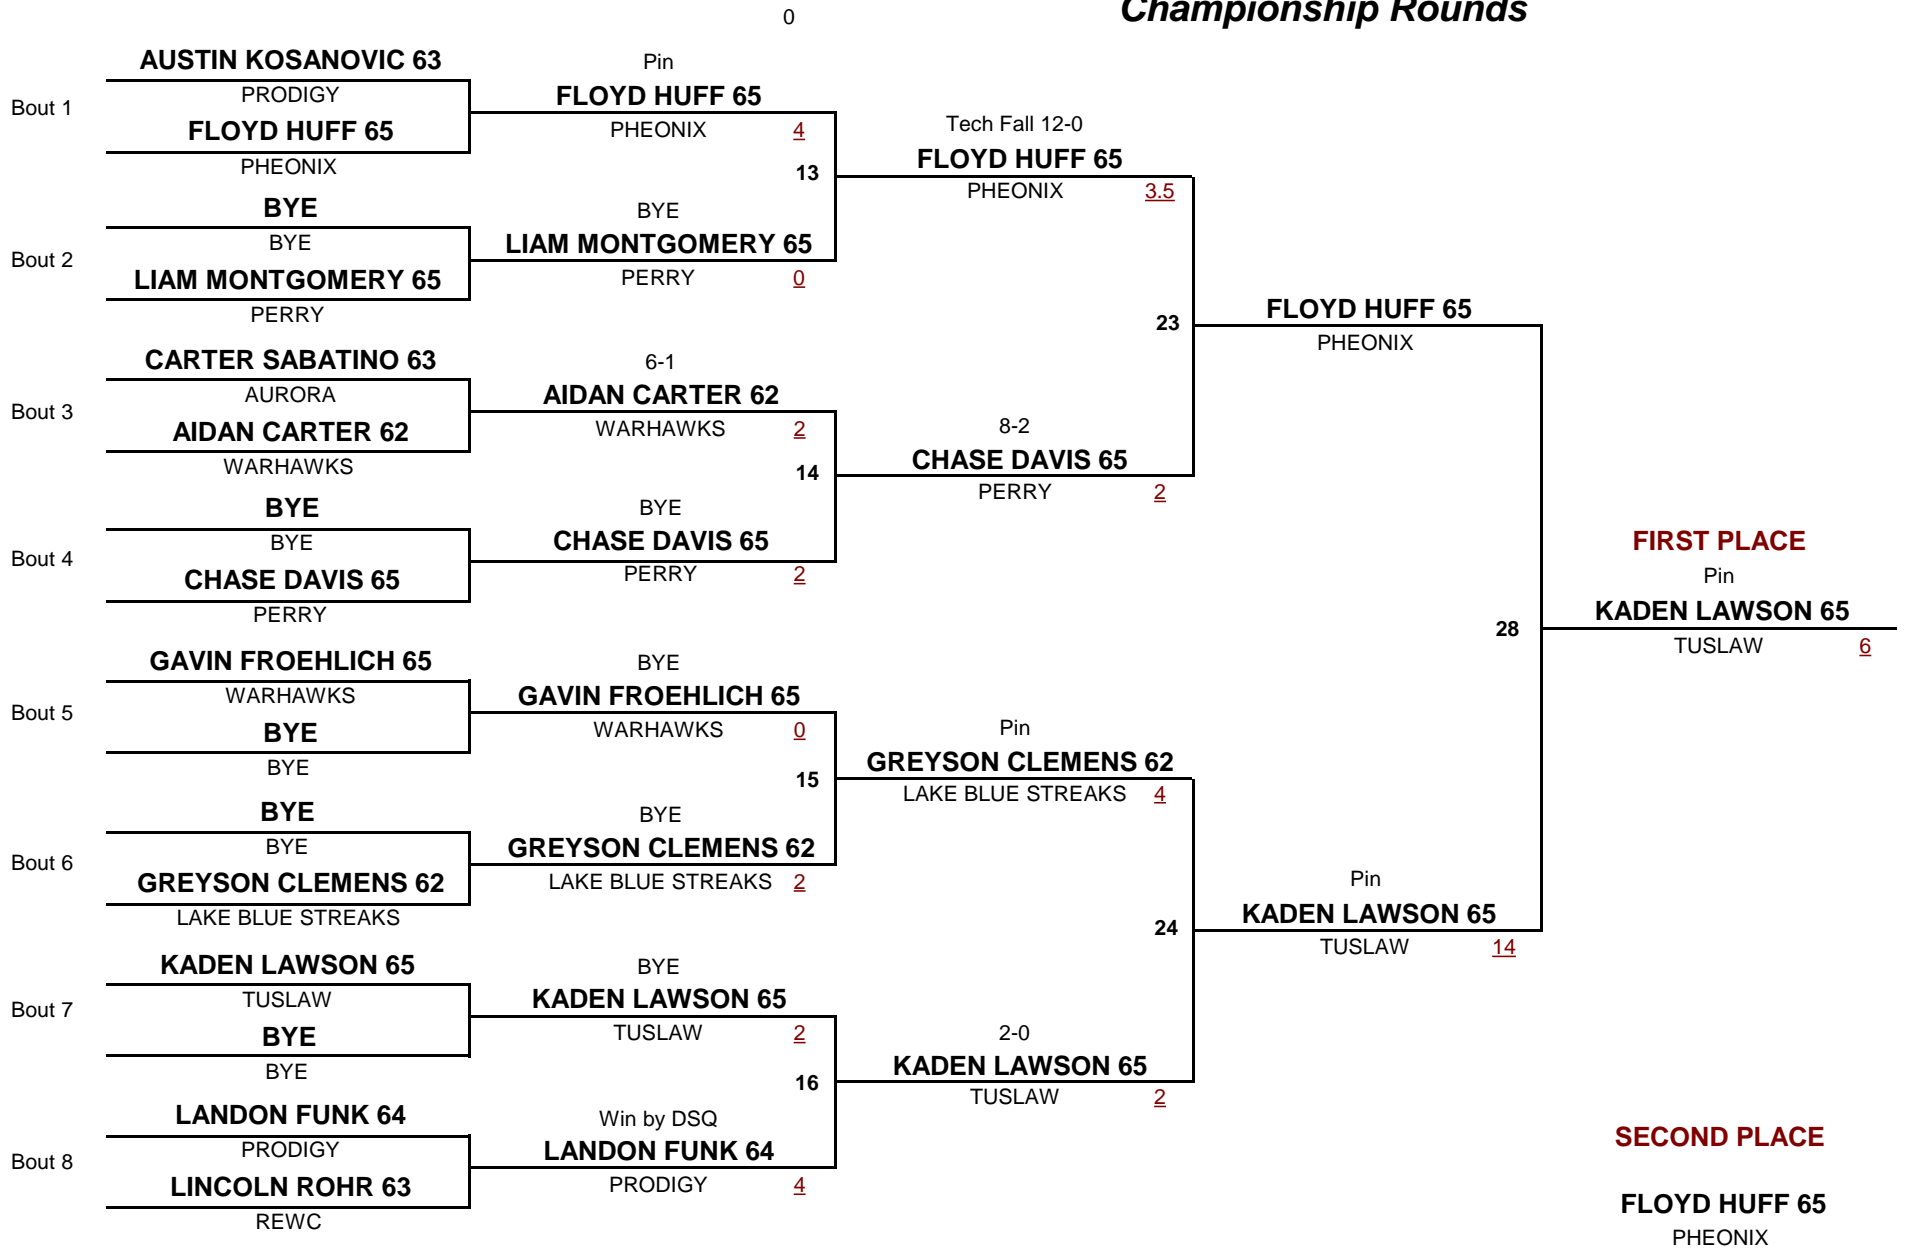 0
Championship Rounds
AUSTIN KOSANOVIC 63
PRODIGY
Bout 1
FLOYD HUFF 65
PHEONIX
BYE
BYE
Bout 2
LIAM MONTGOMERY 65
PERRY
CARTER SABATINO 63
AURORA
Bout 3
AIDAN CARTER 62
WARHAWKS
BYE
BYE
Bout 4
CHASE DAVIS 65
PERRY
GAVIN FROEHLICH 65
WARHAWKS
Bout 5
BYE
BYE
BYE
BYE
Bout 6
GREYSON CLEMENS 62
LAKE BLUE STREAKS
KADEN LAWSON 65
TUSLAW
Bout 7
BYE
BYE
LANDON FUNK 64
PRODIGY
Bout 8
LINCOLN ROHR 63
REWC
Pin
FLOYD HUFF 65
PHEONIX 4
13
BYE
LIAM MONTGOMERY 65
PERRY 0
6-1
AIDAN CARTER 62
WARHAWKS 2
14
BYE
CHASE DAVIS 65
PERRY 2
BYE
GAVIN FROEHLICH 65
WARHAWKS 0
15
BYE
GREYSON CLEMENS 62
LAKE BLUE STREAKS 2
BYE
KADEN LAWSON 65
TUSLAW 2
16
Win by DSQ
LANDON FUNK 64
PRODIGY 4
Tech Fall 12-0
FLOYD HUFF 65
PHEONIX 3.5
23
8-2
CHASE DAVIS 65
PERRY 2
Pin
GREYSON CLEMENS 62
LAKE BLUE STREAKS 4
24
2-0
KADEN LAWSON 65
TUSLAW 2
FLOYD HUFF 65
PHEONIX
28
Pin
KADEN LAWSON 65
TUSLAW 14
FIRST PLACE
Pin
KADEN LAWSON 65
TUSLAW 6
SECOND PLACE
FLOYD HUFF 65
PHEONIX